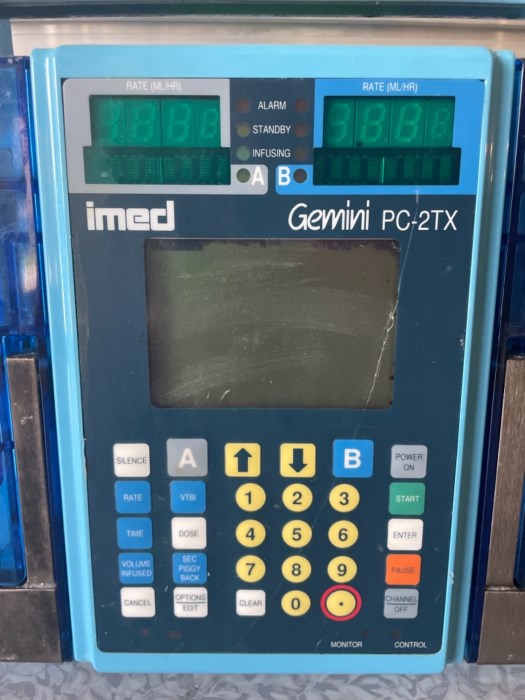 RATE (ML/HR)
RATE (ML/HR)
ALARM
STANDBY
INFUSING
A B
imed
Gemini PC-2TX
SILENCE
A
B
POWER ON
RATE
VTBI
1 2 3
START
TIME
DOSE
4 5 6
ENTER
VOLUME INFUSED
SEC PIGGY BACK
7 8 9
PAUSE
CANCEL
OPTIONS EDIT
CLEAR
0 .
CHANNEL OFF
MONITOR
CONTROL